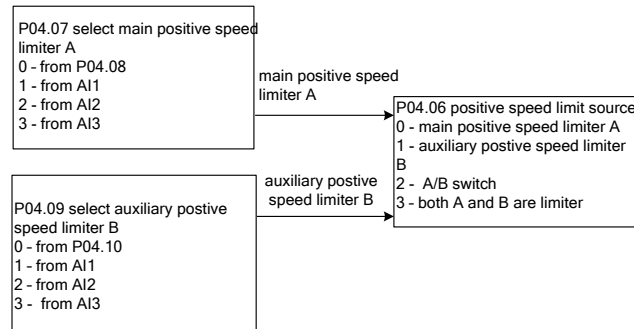 P04.07 select main positive speed
limiter A
0 - from P04.08
1 - from AI1
2 - from AI2
3 - from AI3
main positive speed
limiter A
P04.06 positive speed limit source
0 - main positive speed limiter A
1 - auxiliary postive speed limiter
B
2 - A/B switch
3 - both A and B are limiter
auxiliary postive
speed limiter B
P04.09 select auxiliary postive
speed limiter B
0 - from P04.10
1 - from AI1
2 - from AI2
3 - from AI3